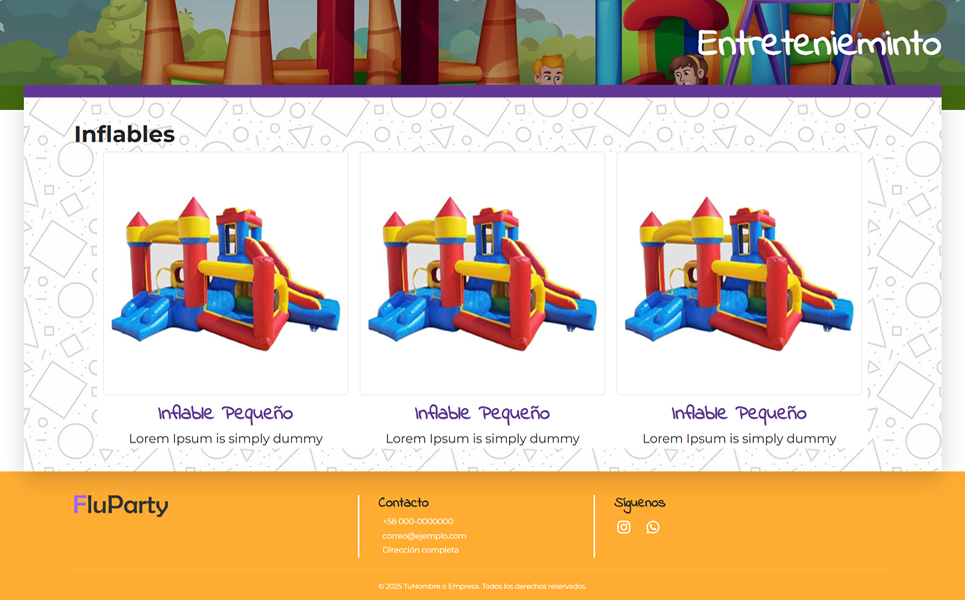 Entretenieminto
Inflables
Inflable Pequeño
Lorem Ipsum is simply dummy
Inflable Pequeño
Lorem Ipsum is simply dummy
Inflable Pequeño
Lorem Ipsum is simply dummy
FluParty
Contacto
+58 000-0000000
correo@ejemplo.com
Dirección completa
Síguenos
© 2025 TuNombre o Empresa. Todos los derechos reservados.